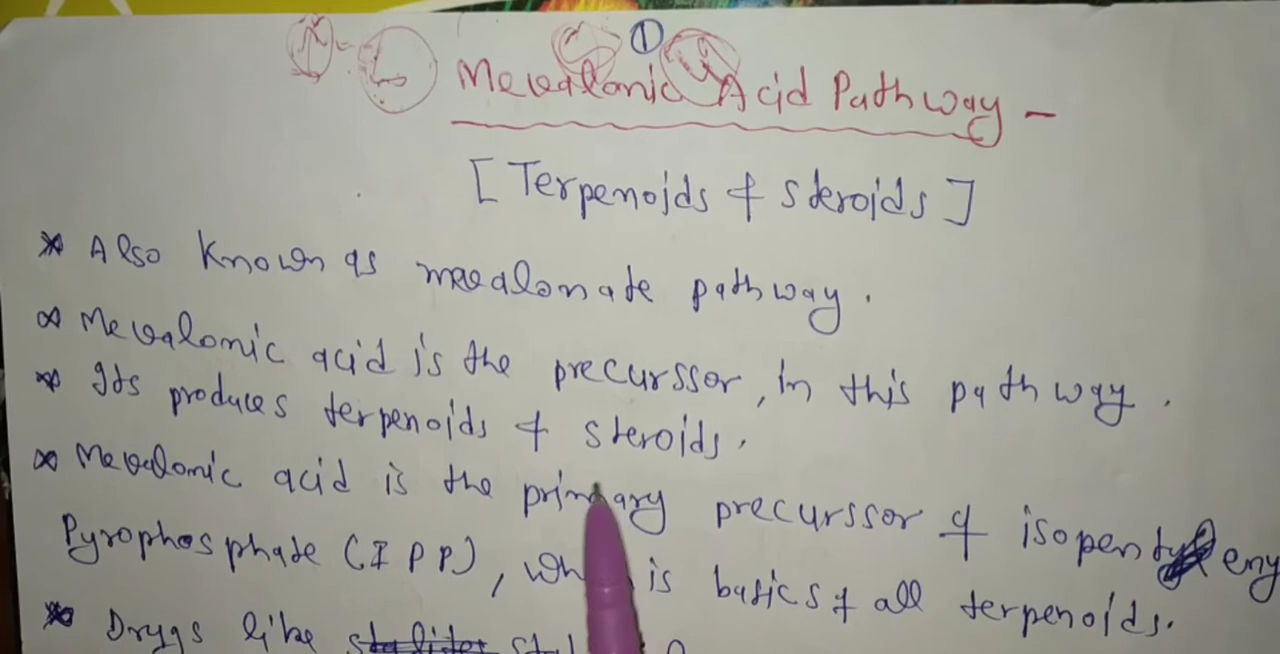 ①
Mevalonic Acid Pathway -
[Terpenoids & steroids]
* Also Known as mevalonate pathway.
* Mevalonic acid is the precurssor, in this pathway.
* Its produces terpenoids & steroids.
* Mevalonic acid is the primary precurssor of isopenteny
Pyrophosphate (IPP), is basics of all terpenoids.
* Drugs like